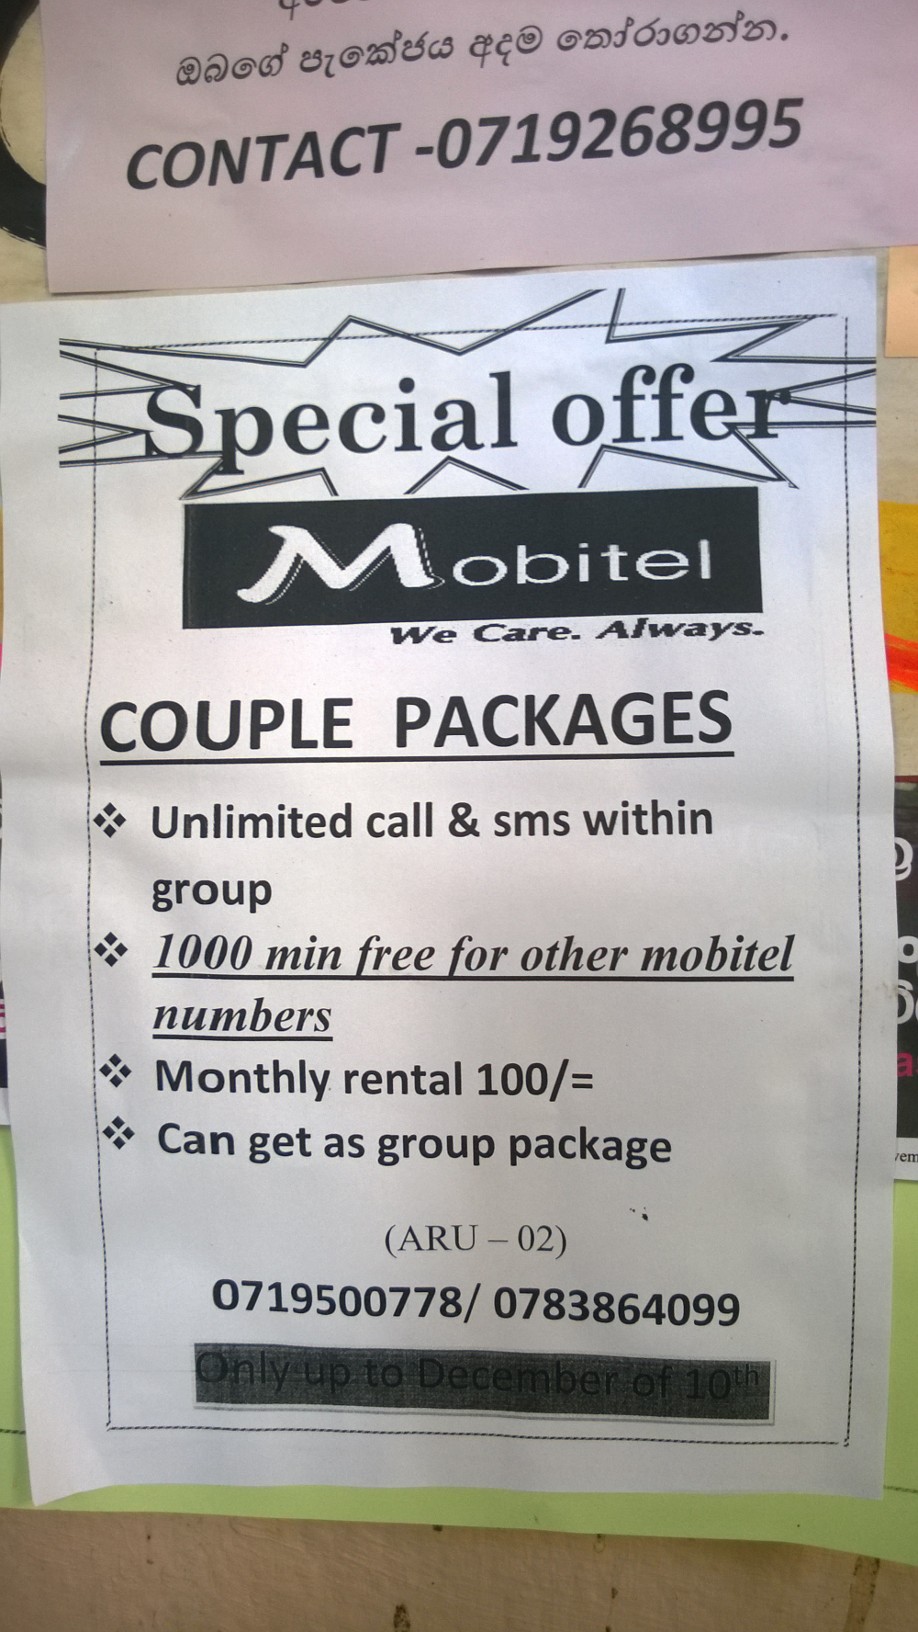 ඔබගේ පැකේජය අදම තෝරාගන්න.
CONTACT -0719268995
Special offer
Mobitel
We Care. Always.
COUPLE PACKAGES
❖ Unlimited call & sms within
group
❖ 1000 min free for other mobitel
numbers
❖ Monthly rental 100/=
❖ Can get as group package
(ARU – 02)
0719500778/ 0783864099
Only up to December of 10th